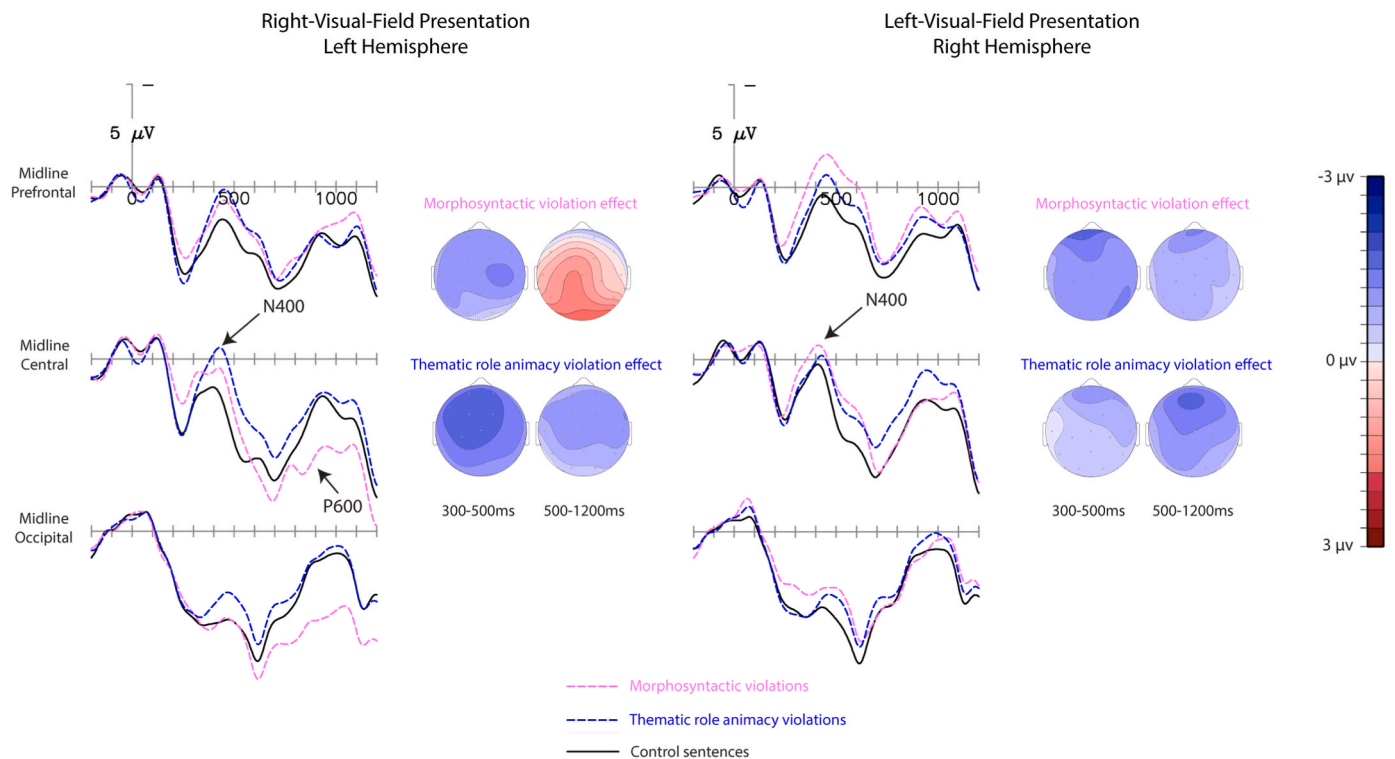 Right-Visual-Field Presentation
Left Hemisphere
Left-Visual-Field Presentation
Right Hemisphere
5 μV
5 μV
Midline
Prefrontal
0 500 1000
0 500 1000
Morphosyntactic violation effect
Morphosyntactic violation effect
-3 μv
N400
N400
Midline
Central
Thematic role animacy violation effect
Thematic role animacy violation effect
0 μv
P600
300-500ms 500-1200ms
300-500ms 500-1200ms
Midline
Occipital
3 μv
Morphosyntactic violations
Thematic role animacy violations
Control sentences